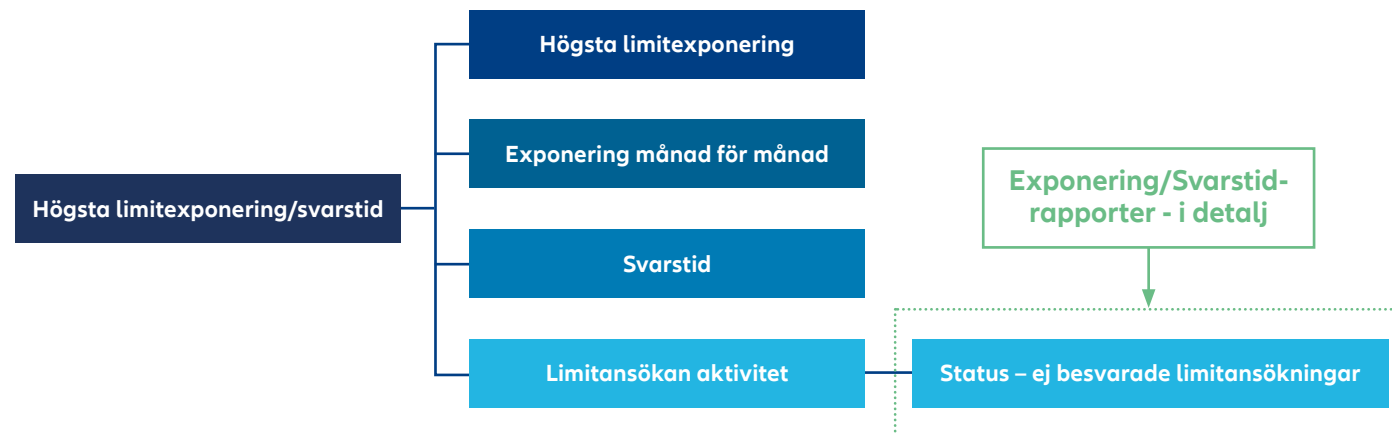 Högsta limitexponering
Exponering månad för månad
Högsta limitexponering/svarstid
Exponering/Svarstid-
rapporter - i detalj
Svarstid
Limitansökan aktivitet
Status – ej besvarade limitansökningar